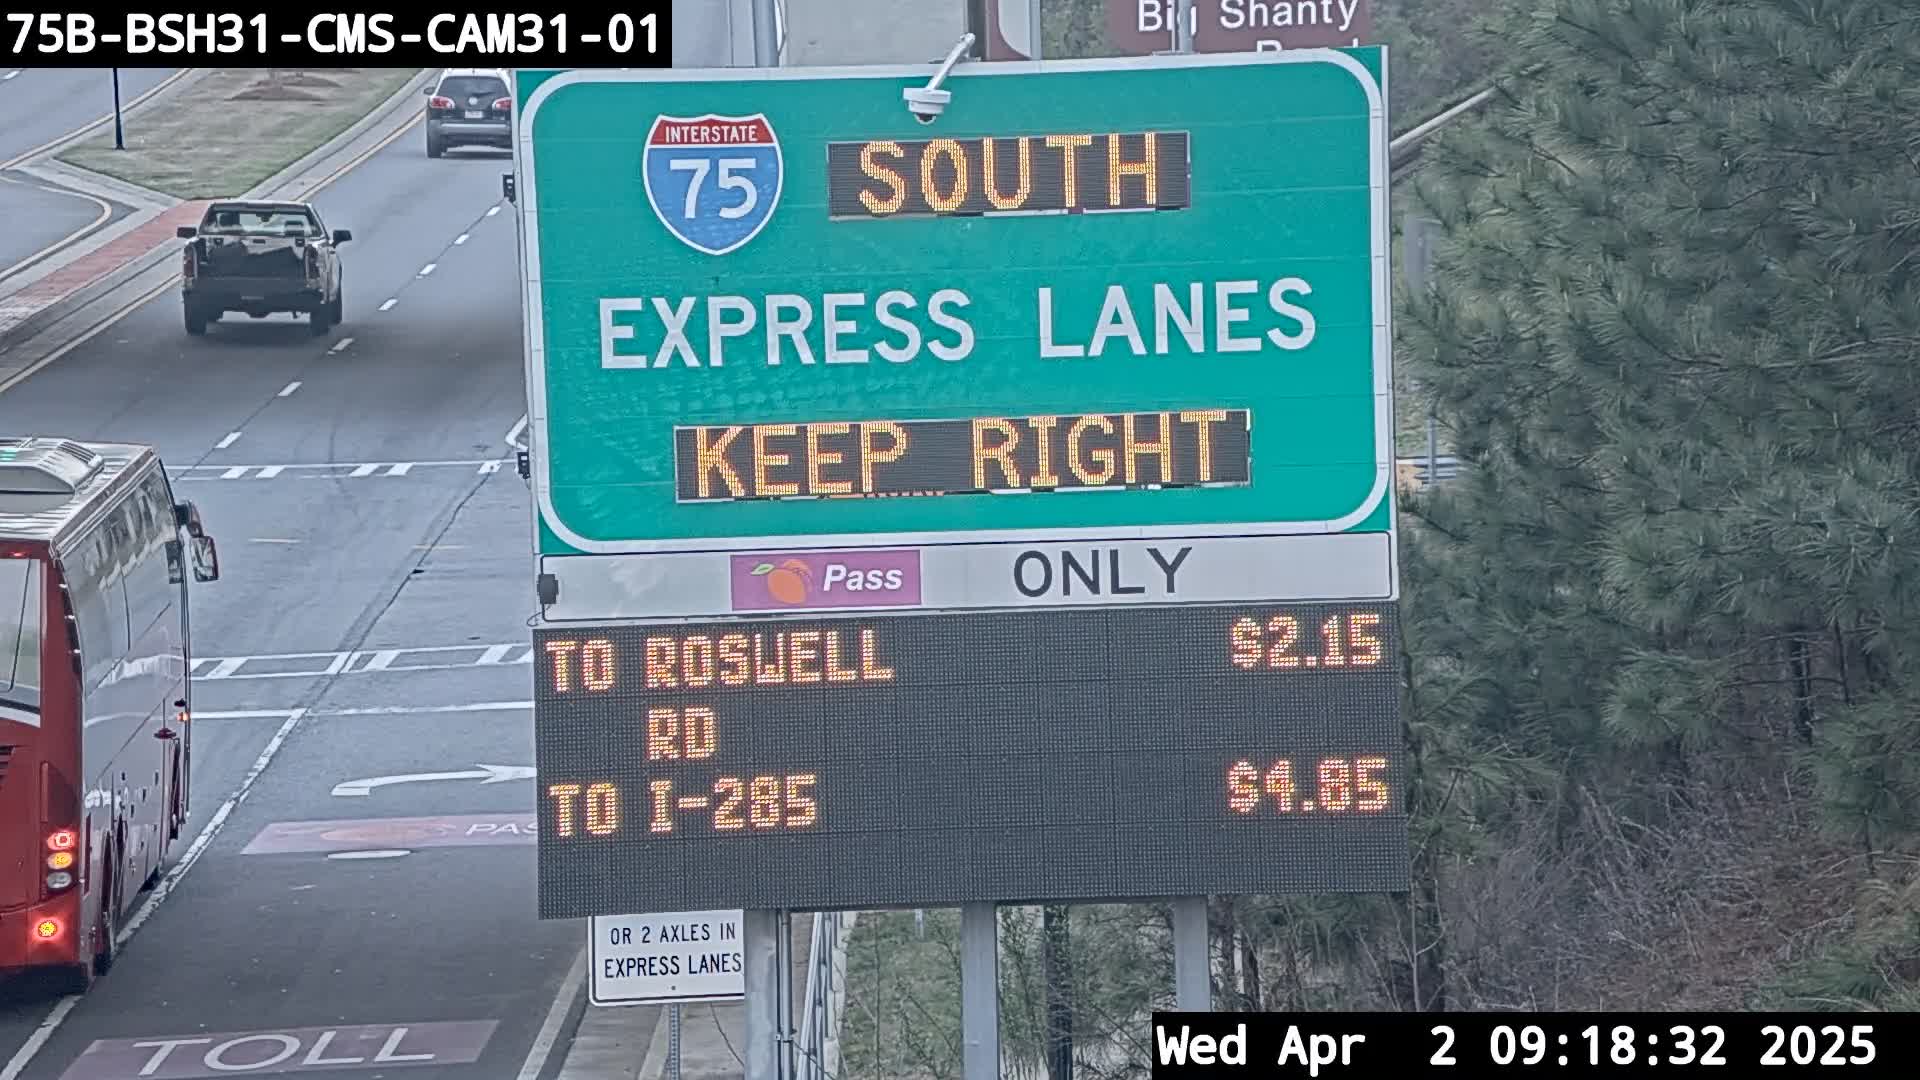 75B-BSH31-CMS-CAM31-01
Big Shanty
Road
INTERSTATE
75
SOUTH
EXPRESS LANES
KEEP RIGHT
Pass ONLY
TO ROSWELL $2.15
RD
TO I-285 $4.85
PAS
OR 2 AXLES IN
EXPRESS LANES
TOLL
Wed Apr 2 09:18:32 2025